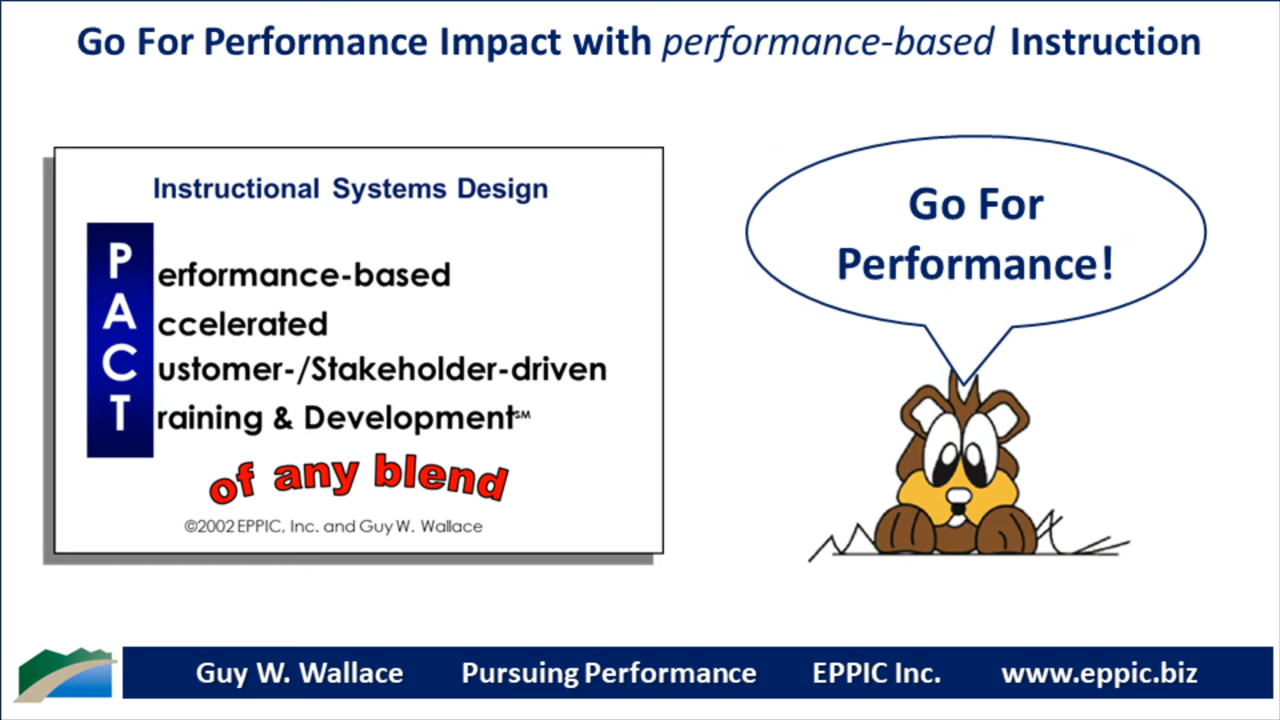 Go For Performance Impact with performance-based Instruction
Instructional Systems Design
Performance-based
Accelerated
Customer-/Stakeholder-driven
Training & Development℠
of any blend
©2002 EPPIC, Inc. and Guy W. Wallace
Go For
Performance!
Guy W. Wallace Pursuing Performance EPPIC Inc. www.eppic.biz